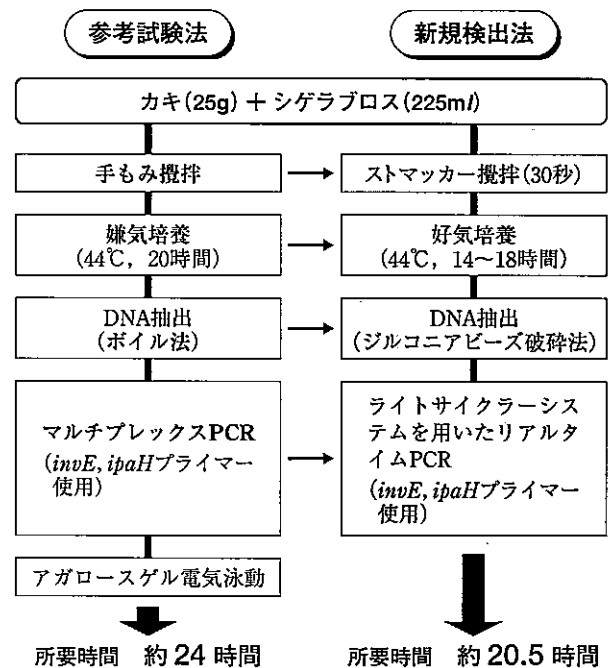 参考試験法
新規検出法
カキ(25g) + シゲラブロス(225ml)
手もみ攪拌
ストマッカー攪拌(30秒)
嫌気培養
(44℃, 20時間)
好気培養
(44℃, 14〜18時間)
DNA抽出
(ボイル法)
DNA抽出
(ジルコニアビーズ破砕法)
マルチプレックスPCR
(invE, ipaHプライマー
使用)
ライトサイクラーシス
テムを用いたリアルタ
イムPCR
(invE, ipaHプライマー
使用)
アガロースゲル電気泳動
所要時間 約24時間
所要時間 約20.5時間